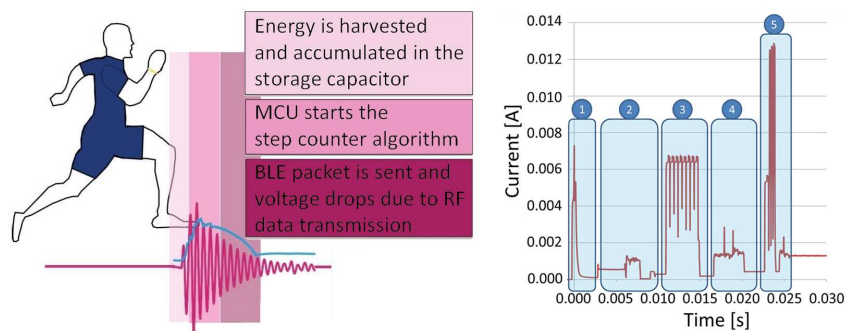 Energy is harvested
and accumulated in the
storage capacitor
MCU starts the
step counter algorithm
BLE packet is sent and
voltage drops due to RF
data transmission
Current [A]
0.014
0.012
0.010
0.008
0.006
0.004
0.002
0.000
1
2
3
4
5
0.000 0.005 0.010 0.015 0.020 0.025 0.030
Time [s]